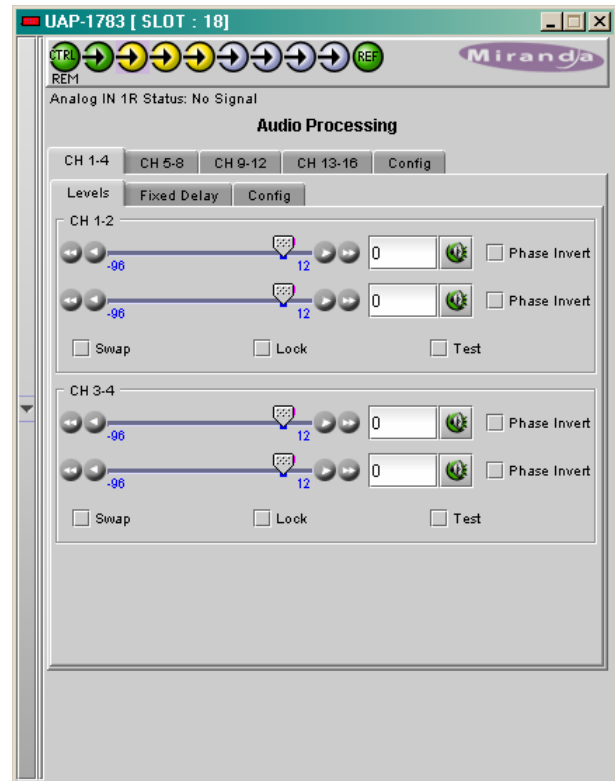 UAP-1783 [ SLOT : 18]
CTRL REF Miranda
REM
Analog IN 1R Status: No Signal
Audio Processing
CH 1-4 CH 5-8 CH 9-12 CH 13-16 Config
Levels Fixed Delay Config
CH 1-2
-96 12 0 Phase Invert
-96 12 0 Phase Invert
Swap Lock Test
CH 3-4
-96 12 0 Phase Invert
-96 12 0 Phase Invert
Swap Lock Test